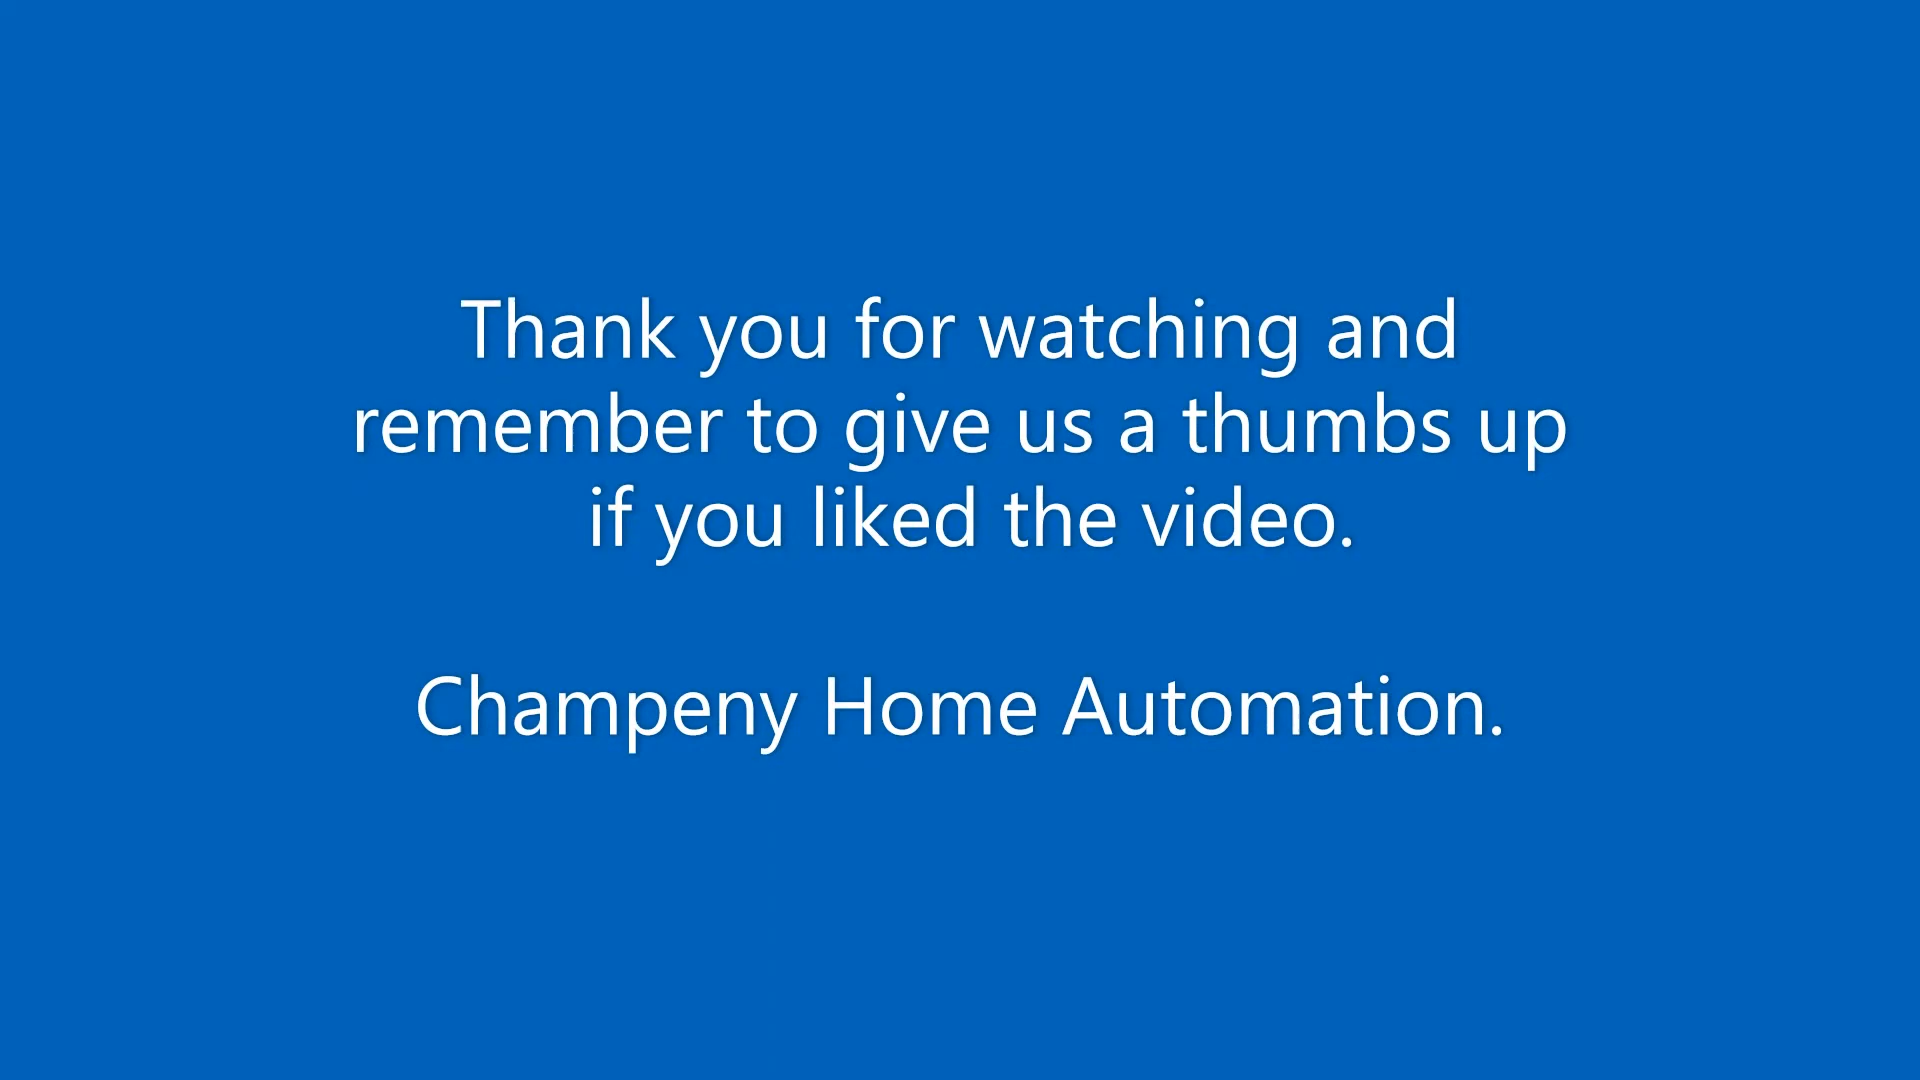 Thank you for watching and
remember to give us a thumbs up
if you liked the video.
Champeny Home Automation.